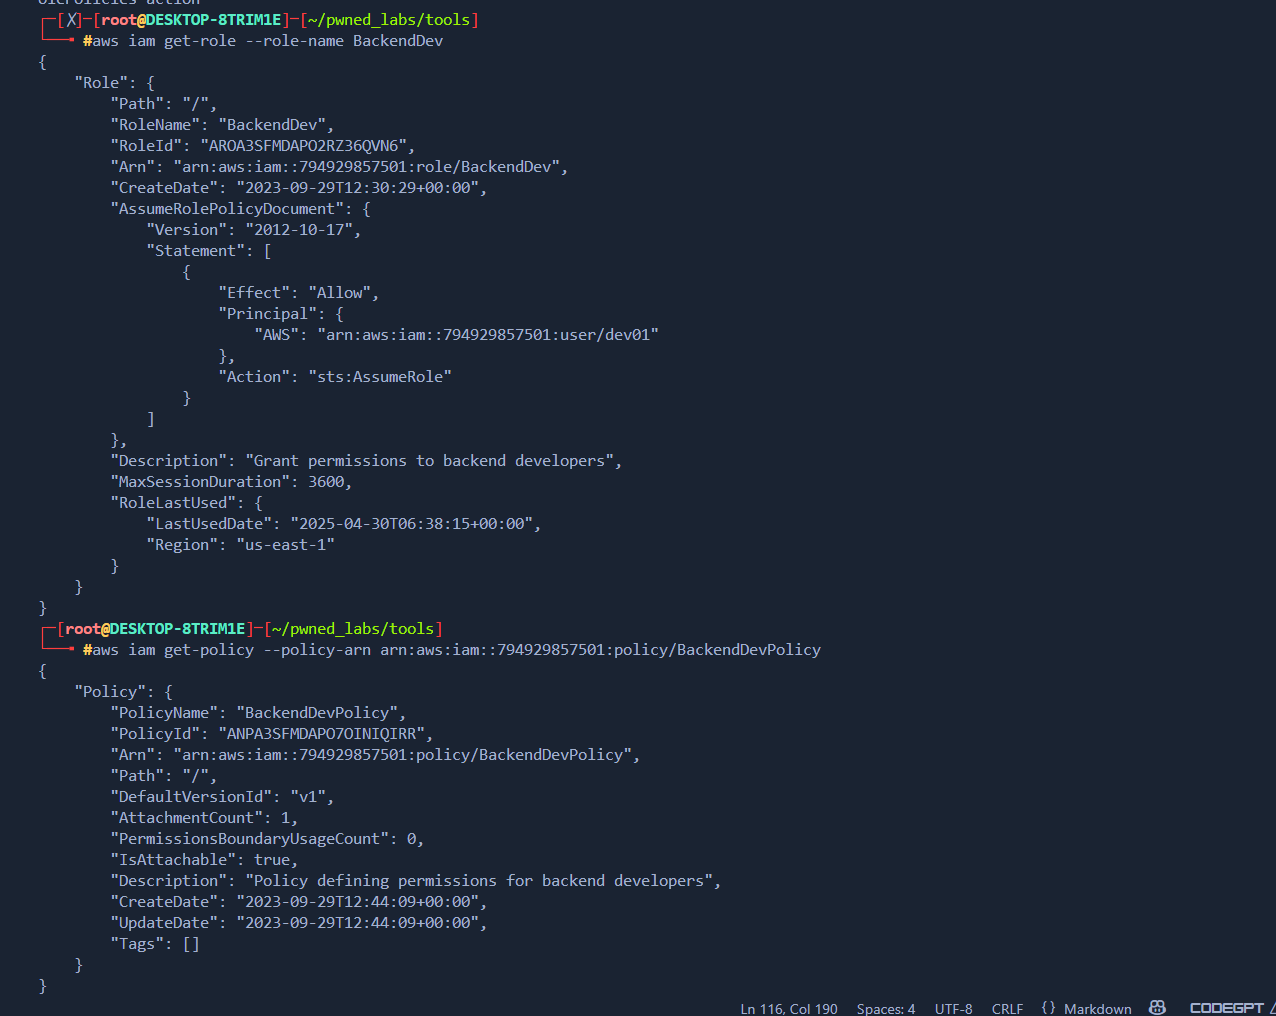 ┌─[✗]─[root@DESKTOP-8TRIM1E]─[~/pwned_labs/tools]
└──╼ #aws iam get-role --role-name BackendDev
{
    "Role": {
        "Path": "/",
        "RoleName": "BackendDev",
        "RoleId": "AROA3SFMDAPO2RZ36QVN6",
        "Arn": "arn:aws:iam::794929857501:role/BackendDev",
        "CreateDate": "2023-09-29T12:30:29+00:00",
        "AssumeRolePolicyDocument": {
            "Version": "2012-10-17",
            "Statement": [
                {
                    "Effect": "Allow",
                    "Principal": {
                        "AWS": "arn:aws:iam::794929857501:user/dev01"
                    },
                    "Action": "sts:AssumeRole"
                }
            ]
        },
        "Description": "Grant permissions to backend developers",
        "MaxSessionDuration": 3600,
        "RoleLastUsed": {
            "LastUsedDate": "2025-04-30T06:38:15+00:00",
            "Region": "us-east-1"
        }
    }
}
┌─[root@DESKTOP-8TRIM1E]─[~/pwned_labs/tools]
└──╼ #aws iam get-policy --policy-arn arn:aws:iam::794929857501:policy/BackendDevPolicy
{
    "Policy": {
        "PolicyName": "BackendDevPolicy",
        "PolicyId": "ANPA3SFMDAPO7OINIQIRR",
        "Arn": "arn:aws:iam::794929857501:policy/BackendDevPolicy",
        "Path": "/",
        "DefaultVersionId": "v1",
        "AttachmentCount": 1,
        "PermissionsBoundaryUsageCount": 0,
        "IsAttachable": true,
        "Description": "Policy defining permissions for backend developers",
        "CreateDate": "2023-09-29T12:44:09+00:00",
        "UpdateDate": "2023-09-29T12:44:09+00:00",
        "Tags": []
    }
}
Ln 116, Col 190 Spaces: 4 UTF-8 CRLF {} Markdown CODEGPT